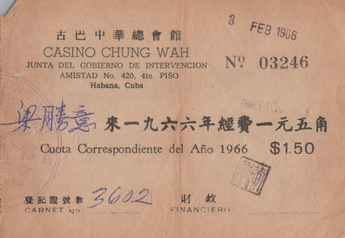 3 FEB 1966
古巴中華總會館
CASINO CHUNG WAH
JUNTA DEL GOBIERNO DE INTERVENCION
AMISTAD No. 420, 4to. PISO
Habana, Cuba
Nº 03246
梁勝意 來一九六六年經費一元五角
Cuota Correspondiente del Año 1966 $1.50
登記證號數 3602 財政
CARNET No. FINANCIERO